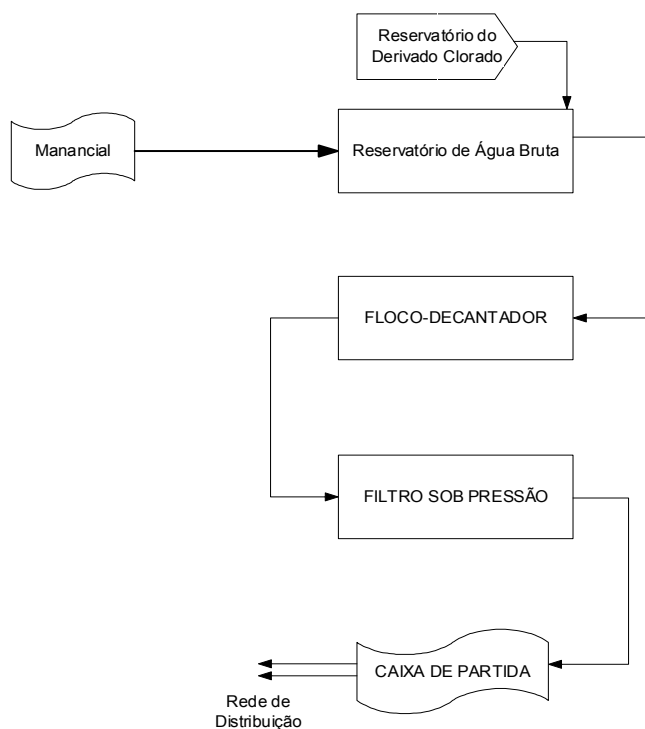 Reservatório do
Derivado Clorado
Manancial
Reservatório de Água Bruta
FLOCO-DECANTADOR
FILTRO SOB PRESSÃO
CAIXA DE PARTIDA
Rede de
Distribuição